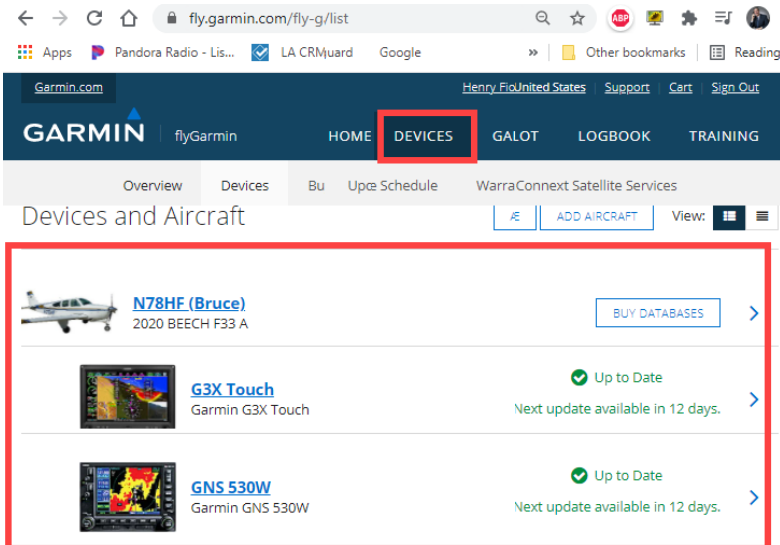 fly.garmin.com/fly-g/list
ABP
Apps Pandora Radio - Lis... LA CRMuard Google » Other bookmarks Reading
Garmin.com Henry FioUnited States Support Cart Sign Out
GARMIN flyGarmin HOME DEVICES GALOT LOGBOOK TRAINING
Overview Devices Bu Upce Schedule WarraConnext Satellite Services
Devices and Aircraft Æ ADD AIRCRAFT View:
N78HF (Bruce)
2020 BEECH F33 A BUY DATABASES
G3X Touch Up to Date
Garmin G3X Touch Next update available in 12 days.
GNS 530W Up to Date
Garmin GNS 530W Next update available in 12 days.